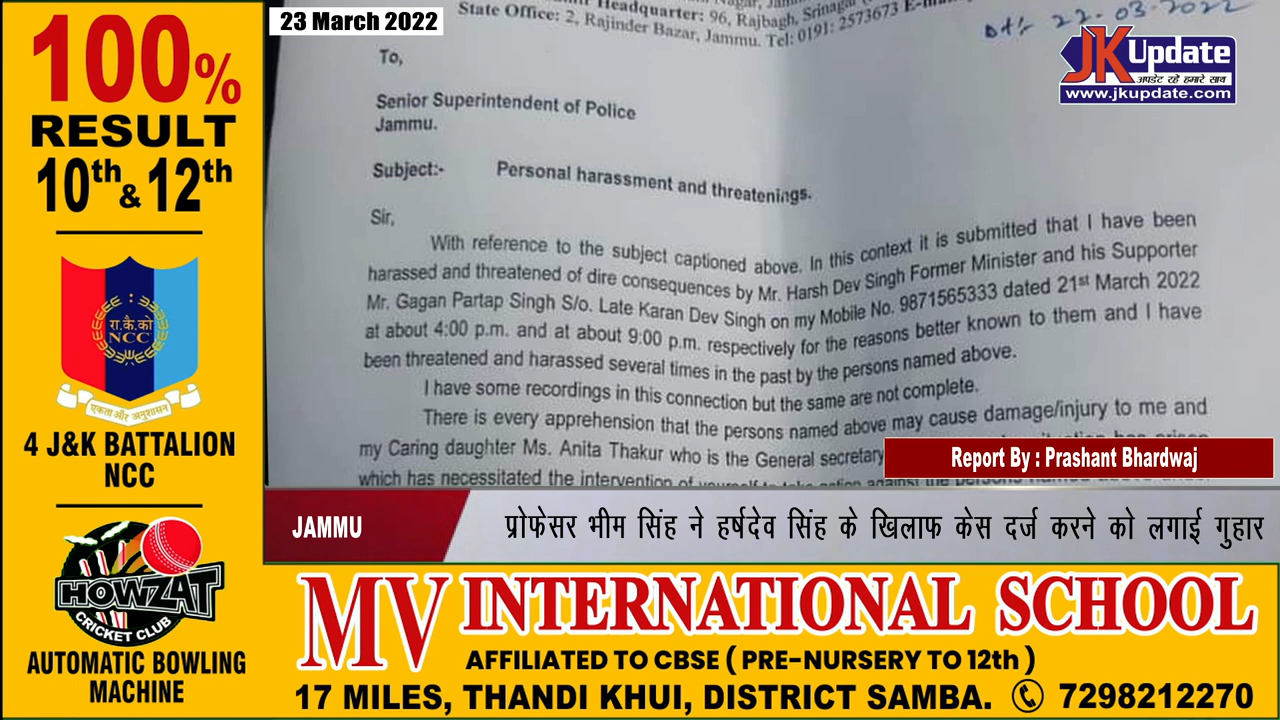 100%
RESULT
10th & 12th
रा.कै.को
NCC
एकता और अनुशासन
4 J&K BATTALION
NCC
HOWZAT
CRICKET CLUB
AUTOMATIC BOWLING
MACHINE
23 March 2022
Headquarter: 96, Rajbagh, Srinagar
State Office: 2, Rajinder Bazar, Jammu. Tel: 0191: 2573673
Dt: 22-03-2022
JK Update
अपडेट रहें हमारे साथ
www.jkupdate.com
To,
Senior Superintendent of Police
Jammu.
Subject:- Personal harassment and threatenings.
Sir,
With reference to the subject captioned above. In this context it is submitted that I have been
harassed and threatened of dire consequences by Mr. Harsh Dev Singh Former Minister and his Supporter
Mr. Gagan Partap Singh S/o. Late Karan Dev Singh on my Mobile No. 9871565333 dated 21st March 2022
at about 4:00 p.m. and at about 9:00 p.m. respectively for the reasons better known to them and I have
been threatened and harassed several times in the past by the persons named above.
I have some recordings in this connection but the same are not complete.
There is every apprehension that the persons named above may cause damage/injury to me and
my Caring daughter Ms. Anita Thakur who is the General secretary
which has necessitated the intervention of
Report By : Prashant Bhardwaj
JAMMU
प्रोफेसर भीम सिंह ने हर्षदेव सिंह के खिलाफ केस दर्ज करने को लगाई गुहार
MV INTERNATIONAL SCHOOL
AFFILIATED TO CBSE ( PRE-NURSERY TO 12th )
17 MILES, THANDI KHUI, DISTRICT SAMBA. 7298212270